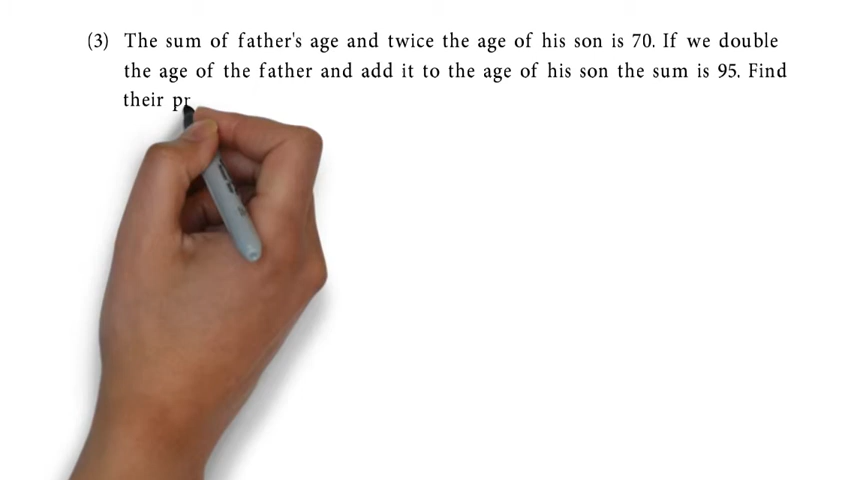 (3) The sum of father's age and twice the age of his son is 70. If we double
the age of the father and add it to the age of his son the sum is 95. Find
their pr